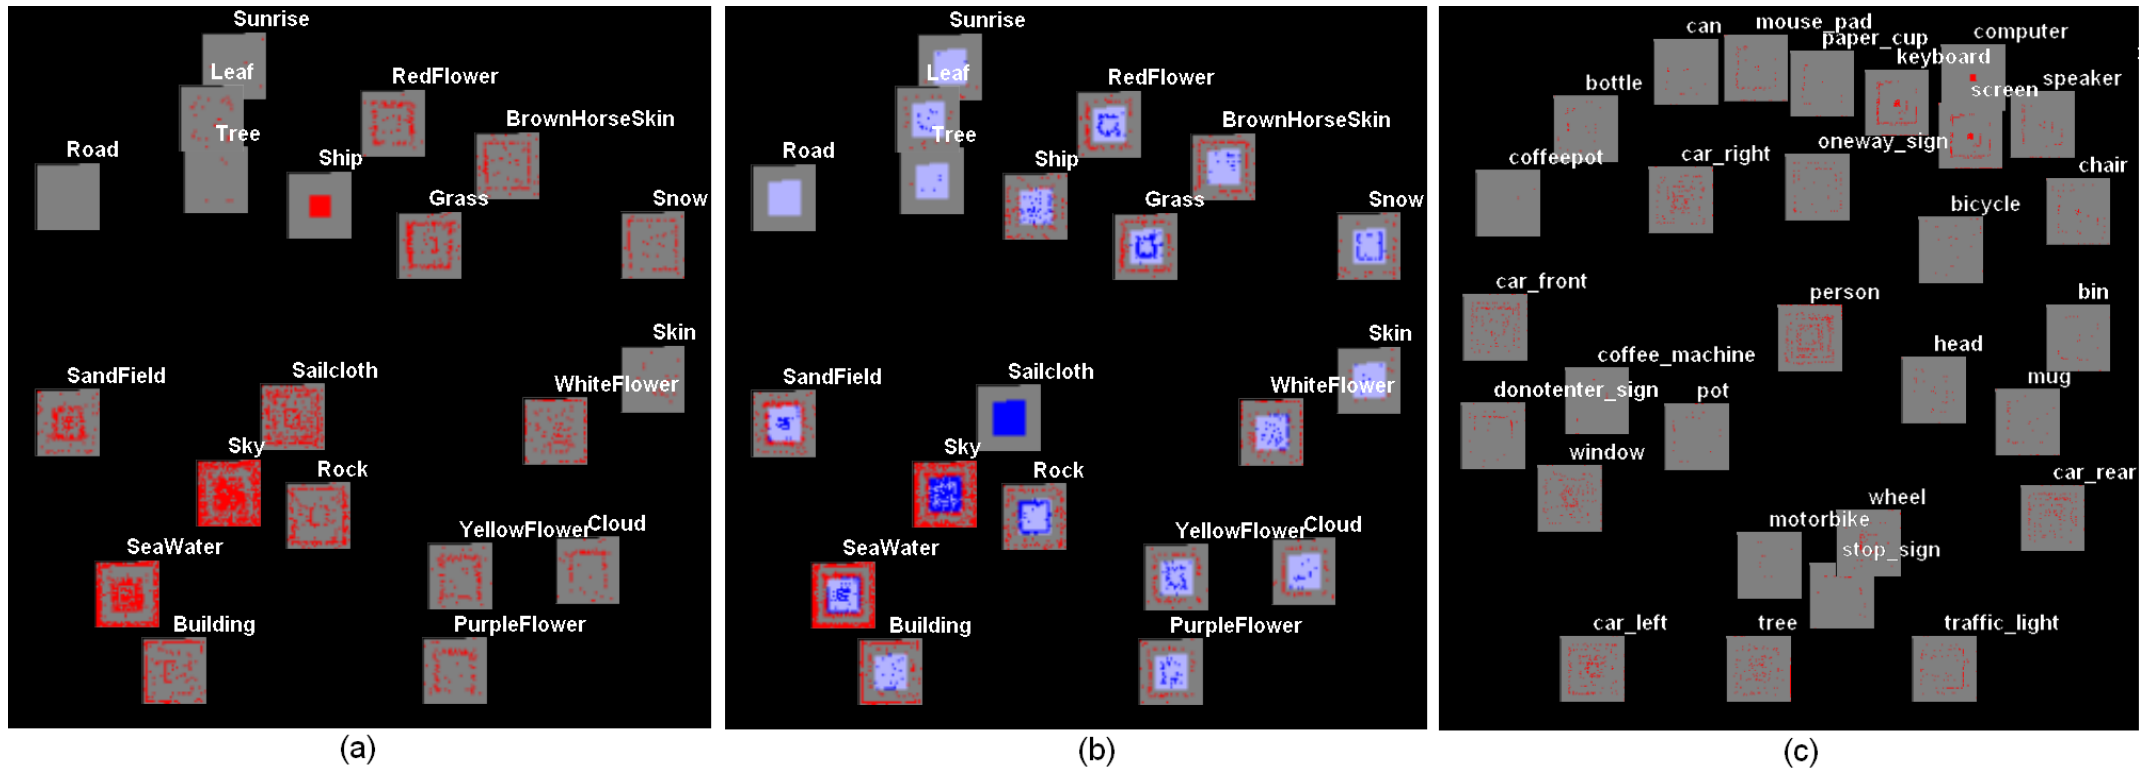 Sunrise
Leaf
RedFlower
Tree
BrownHorseSkin
Road
Ship
Grass
Snow
Skin
SandField
Sailcloth
WhiteFlower
Sky
Rock
YellowFlower
Cloud
SeaWater
Building
PurpleFlower
(a)
Sunrise
Leaf
RedFlower
Tree
BrownHorseSkin
Road
Ship
Grass
Snow
Skin
SandField
Sailcloth
WhiteFlower
Sky
Rock
YellowFlower
Cloud
SeaWater
Building
PurpleFlower
(b)
can
mouse_pad
paper_cup
computer
keyboard
bottle
screen
speaker
coffeepot
car_right
oneway_sign
chair
bicycle
car_front
person
bin
coffee_machine
head
donotenter_sign
pot
mug
window
car_rear
wheel
motorbike
stop_sign
car_left
tree
traffic_light
(c)